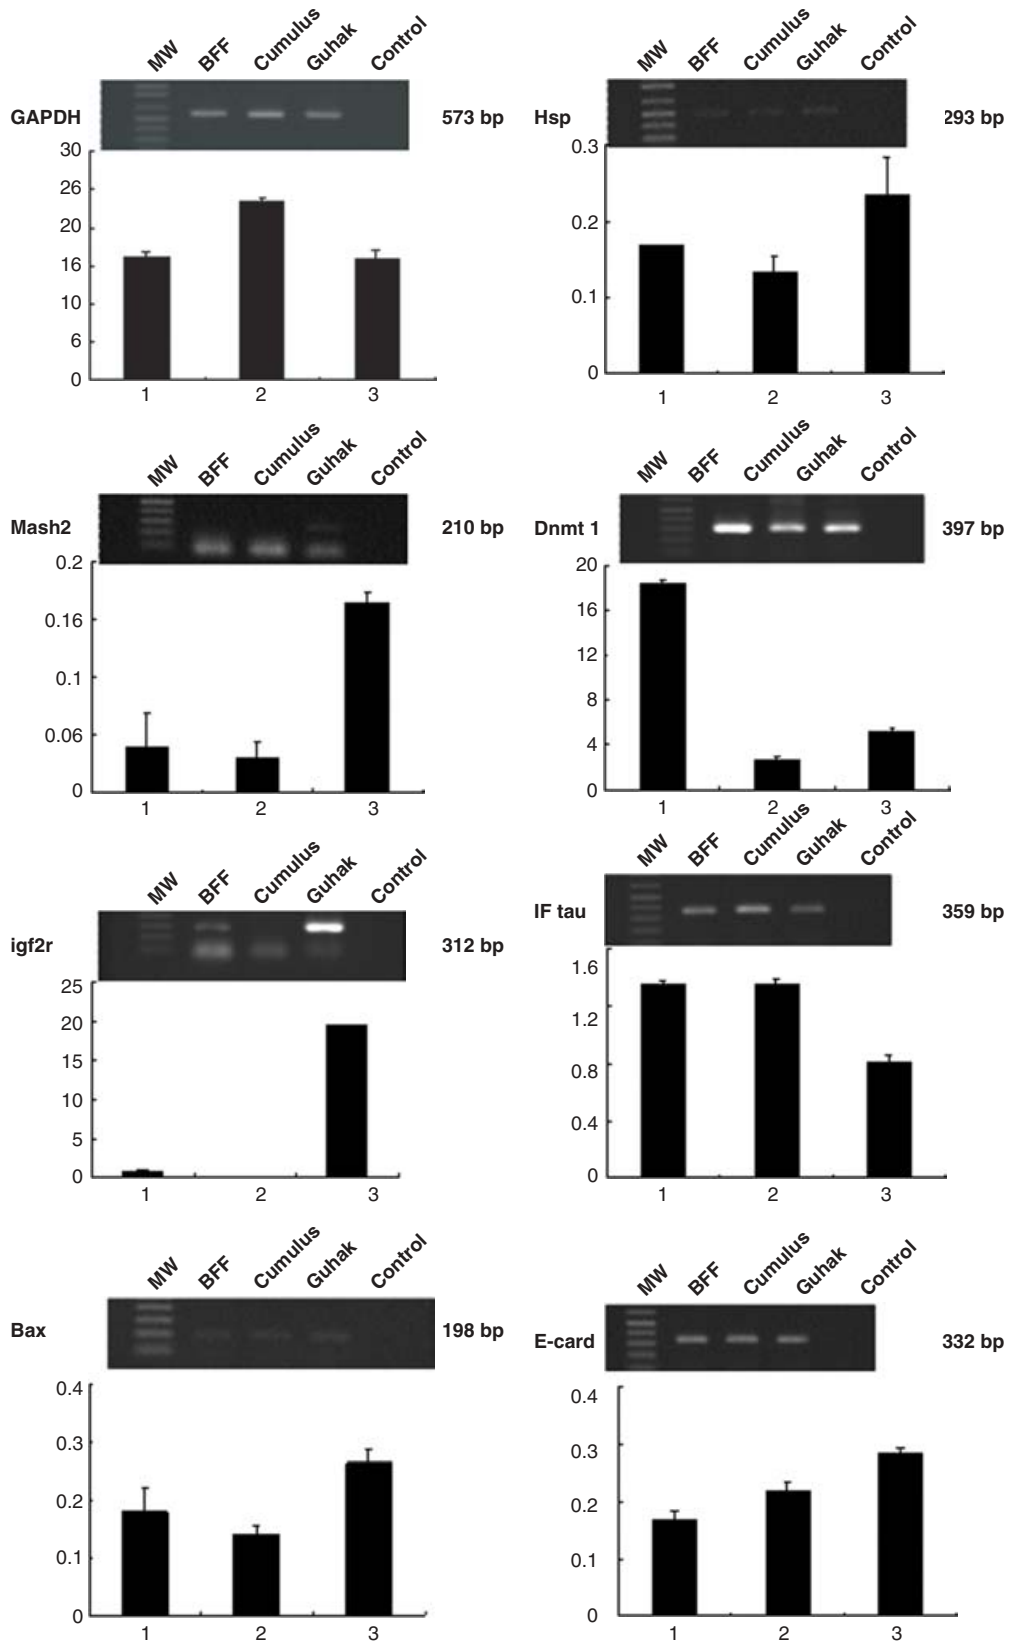 MW BFF Cumulus Guhak Control
GAPDH 573 bp
30
26
20
16
10
6
0
1 2 3
MW BFF Cumulus Guhak Control
Hsp 293 bp
0.3
0.2
0.1
0
1 2 3
MW BFF Cumulus Guhak Control
Mash2 210 bp
0.2
0.16
0.1
0.06
0
1 2 3
MW BFF Cumulus Guhak Control
Dnmt 1 397 bp
20
16
12
8
4
0
1 2 3
MW BFF Cumulus Guhak Control
igf2r 312 bp
25
20
15
10
5
0
1 2 3
MW BFF Cumulus Guhak Control
IF tau 359 bp
1.6
1.2
0.8
0.4
0
1 2 3
MW BFF Cumulus Guhak Control
Bax 198 bp
0.4
0.3
0.2
0.1
0
1 2 3
MW BFF Cumulus Guhak Control
E-card 332 bp
0.4
0.3
0.2
0.1
0
1 2 3